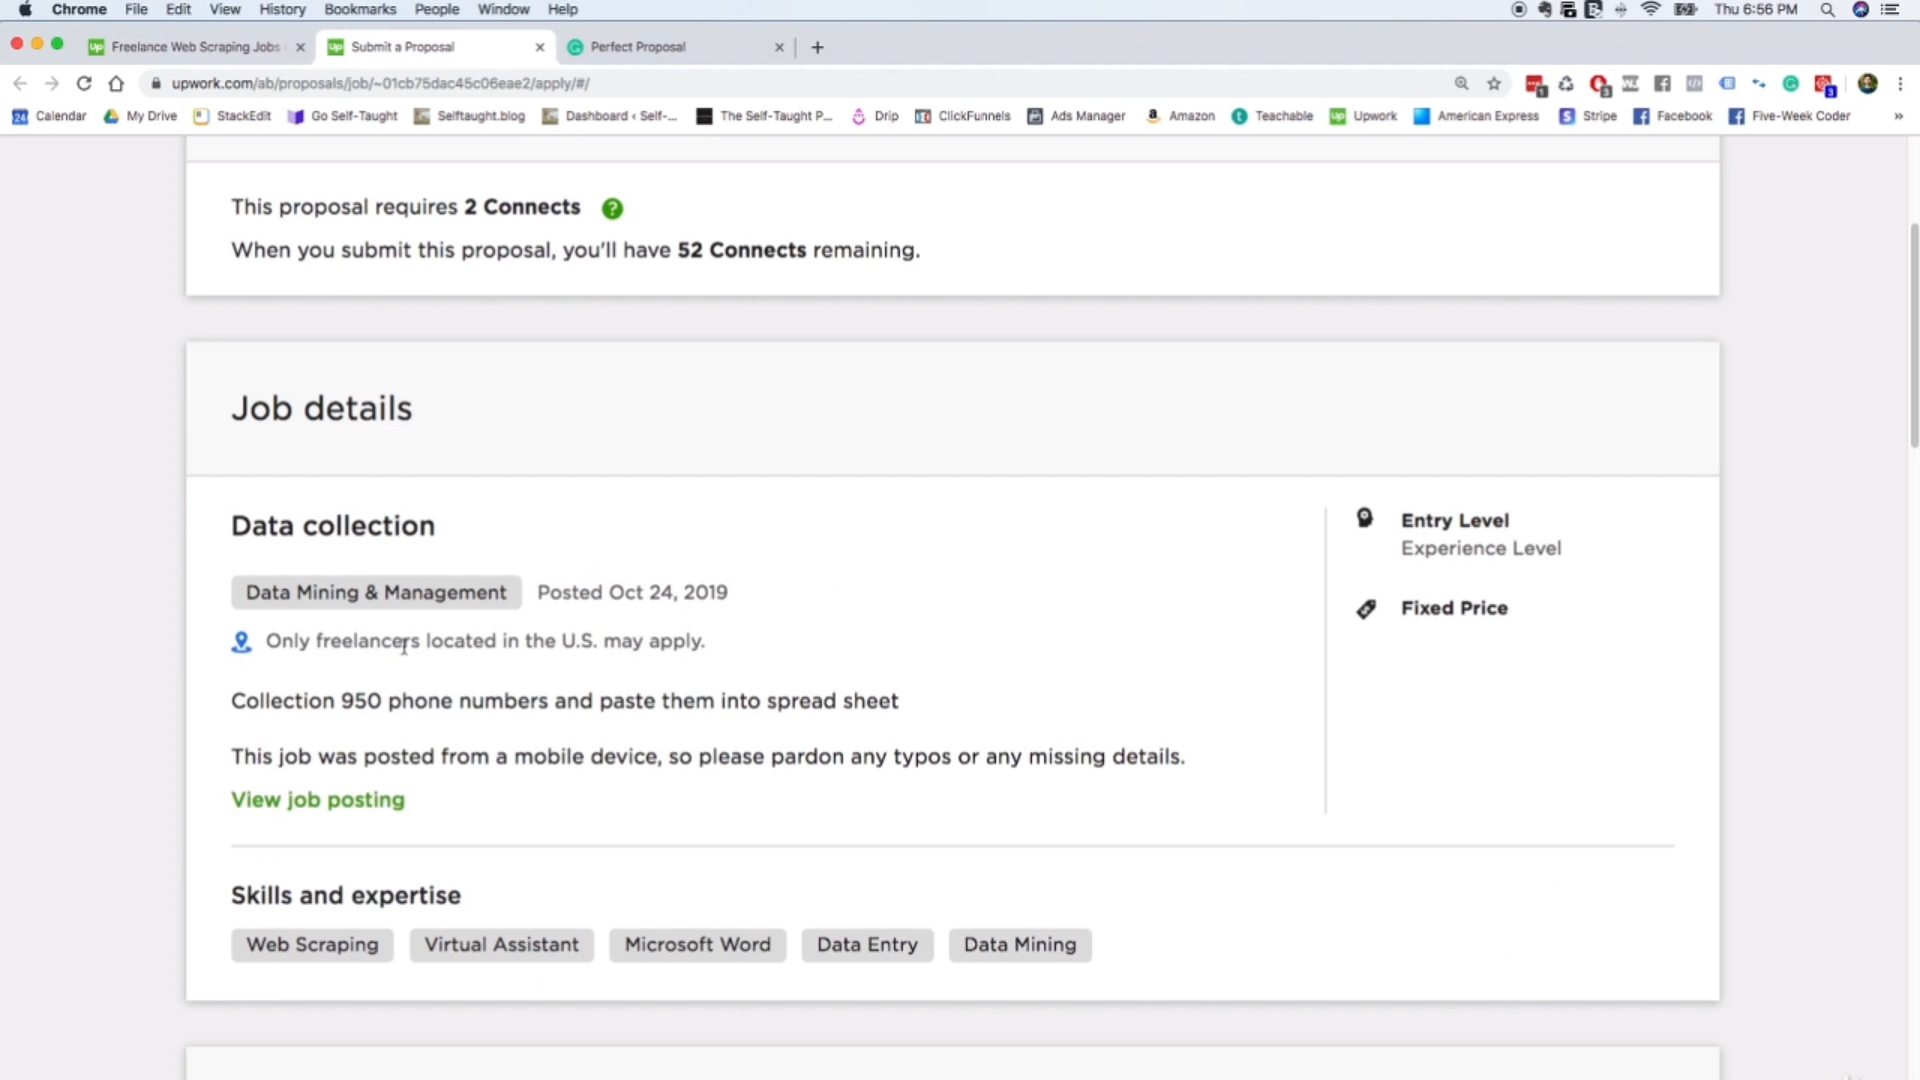 Chrome File Edit View History Bookmarks People Window Help Thu 6:56 PM
Freelance Web Scraping Jobs Submit a Proposal Perfect Proposal
upwork.com/ab/proposals/job/~01cb75dac45c06eae2/apply/#/
Calendar My Drive StackEdit Go Self-Taught Selftaught.blog Dashboard ‹ Self-... The Self-Taught P... Drip ClickFunnels Ads Manager Amazon Teachable Upwork American Express Stripe Facebook Five-Week Coder »
This proposal requires 2 Connects
When you submit this proposal, you'll have 52 Connects remaining.
Job details
Data collection
Entry Level
Experience Level
Data Mining & Management Posted Oct 24, 2019
Fixed Price
Only freelancers located in the U.S. may apply.
Collection 950 phone numbers and paste them into spread sheet
This job was posted from a mobile device, so please pardon any typos or any missing details.
View job posting
Skills and expertise
Web Scraping Virtual Assistant Microsoft Word Data Entry Data Mining